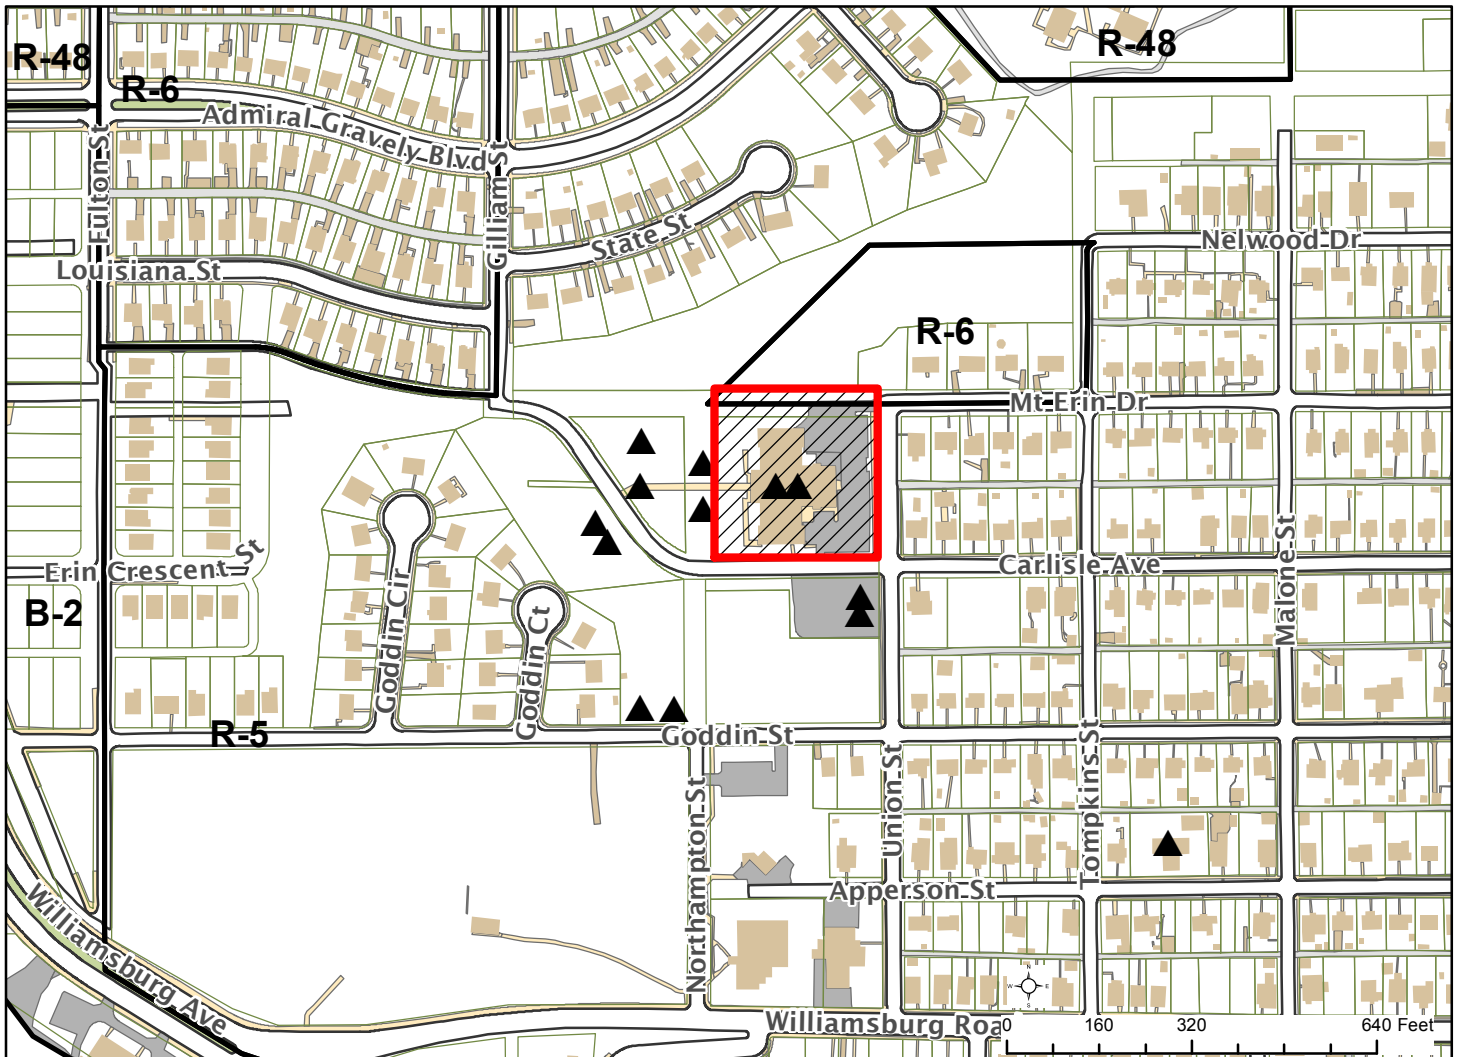 R-48
R-48
R-6
Admiral Gravely Blvd
Fulton St
Gilliam St
State St
Nelwood Dr
Louisiana St
R-6
Mt Erin Dr
Erin Crescent St
Carlisle Ave
B-2
Goddin Cir
Goddin Ct
Malone St
R-5
Goddin St
Tompkins St
Union St
Northampton St
Apperson St
Williamsburg Ave
N
W E
S
Williamsburg Roa
0 160 320 640 Feet